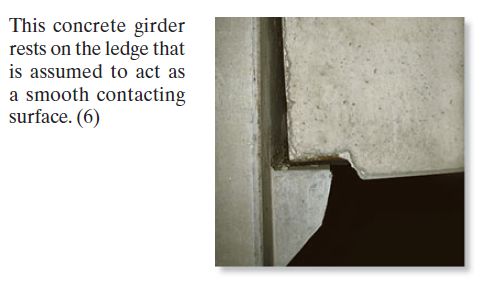 This concrete girder
rests on the ledge that
is assumed to act as
a smooth contacting
surface. (6)